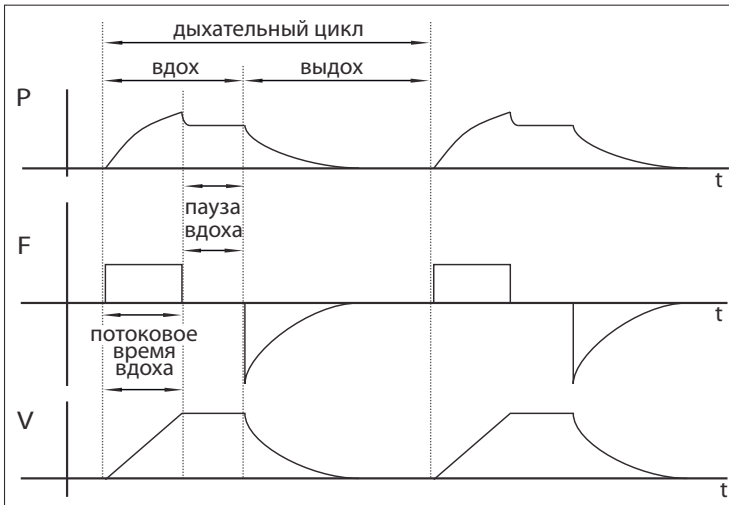 дыхательный цикл
вдох
выдох
P
t
пауза
вдоха
F
t
потоковое
время
вдоха
V
t